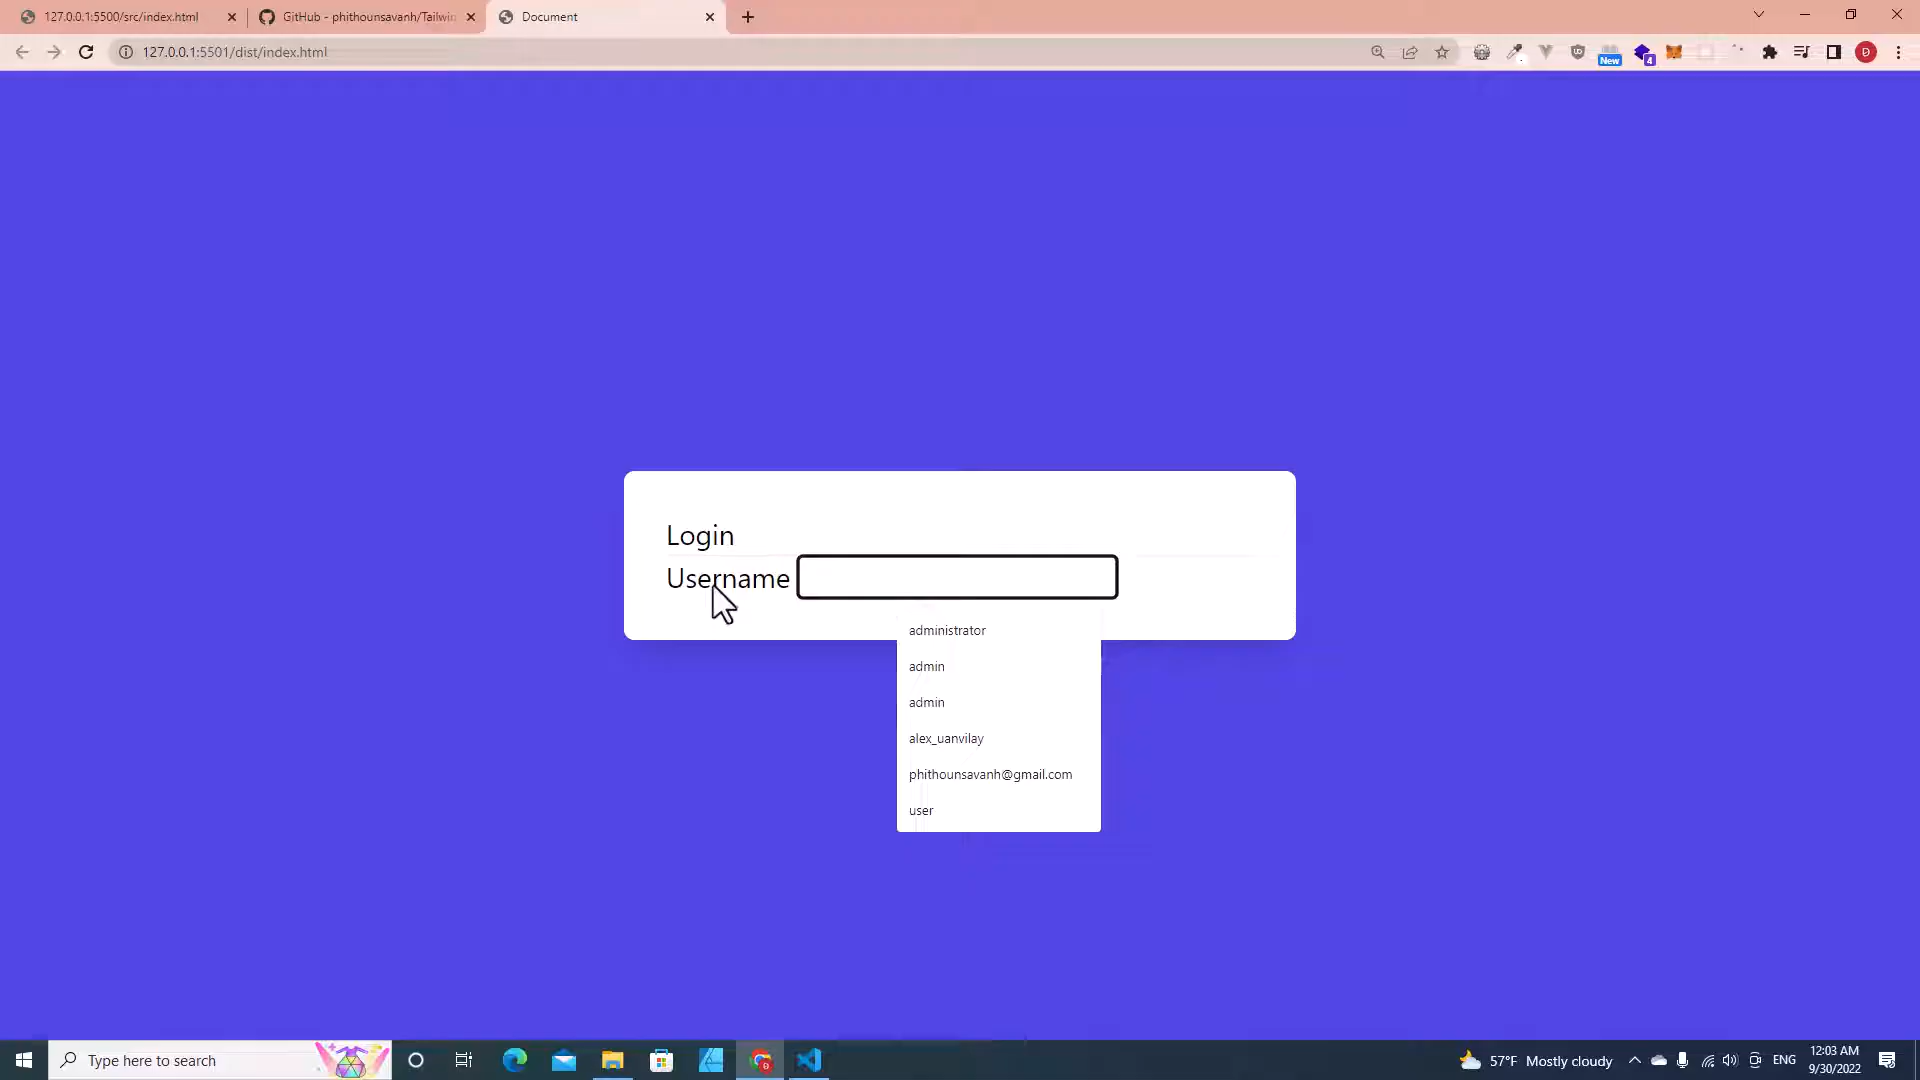 127.0.0.1:5500/src/index.html
GitHub - phithounsavanh/Tailwin
Document
127.0.0.1:5501/dist/index.html
New
4
D
Login
Username
administrator
admin
admin
alex_uanvilay
phithounsavanh@gmail.com
user
Type here to search
57°F Mostly cloudy
ENG
12:03 AM
9/30/2022